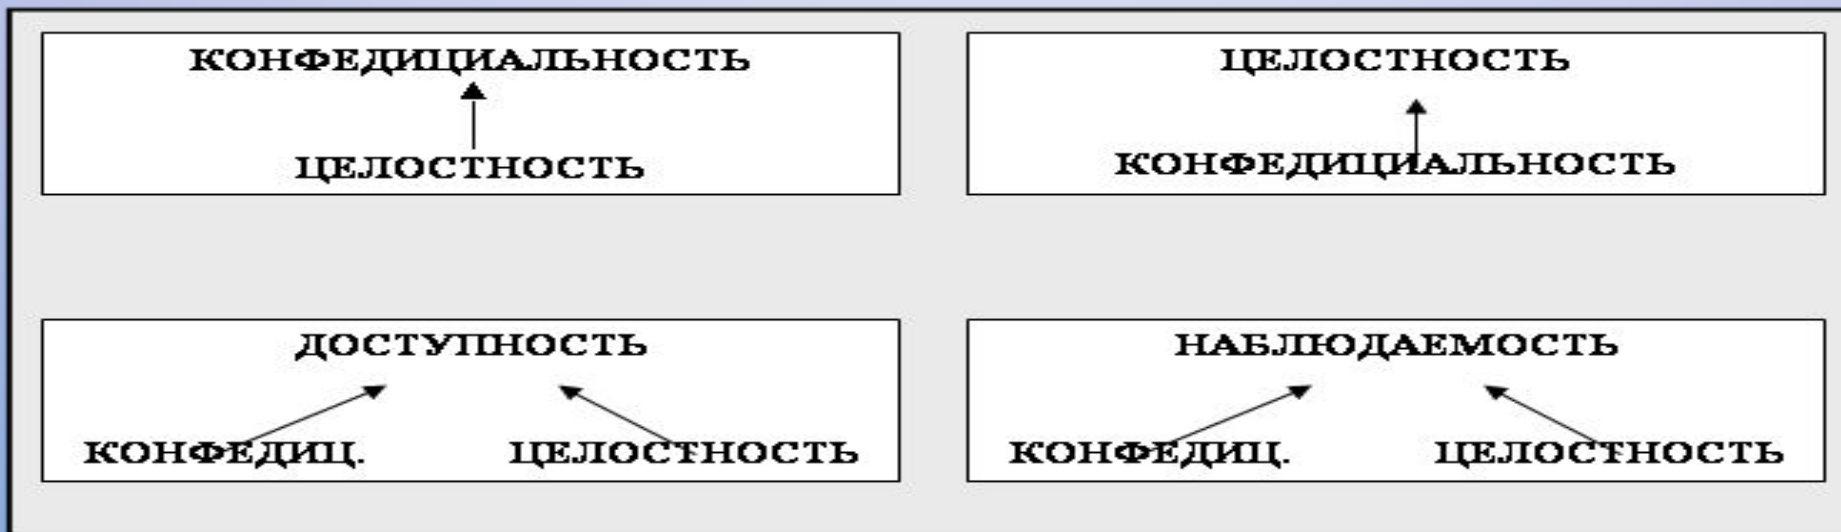 КОНФЕДИЦИАЛЬНОСТЬ
ЦЕЛОСТНОСТЬ
ЦЕЛОСТНОСТЬ
КОНФЕДИЦИАЛЬНОСТЬ
ДОСТУПНОСТЬ
КОНФЕДИЦ. ЦЕЛОСТНОСТЬ
НАБЛЮДАЕМОСТЬ
КОНФЕДИЦ. ЦЕЛОСТНОСТЬ